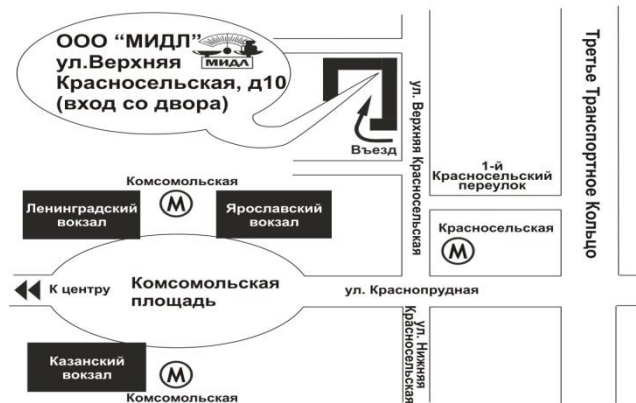 ООО “МИДЛ”
ул.Верхняя
Красносельская, д10
(вход со двора)
МИДЛ
Въезд
ул. Верхняя Красносельская
Третье Транспортное Кольцо
1-й
Красносельский
переулок
Комсомольская
М
Ленинградский
вокзал
Ярославский
вокзал
Красносельская
М
К центру
Комсомольская
площадь
ул. Краснопрудная
ул. Нижняя
Красносельская
Казанский
вокзал
М
Комсомольская